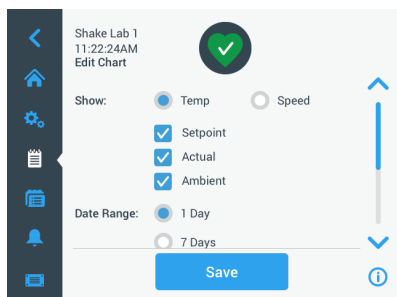 Shake Lab 1
11:22:24AM
Edit Chart
Show: Temp Speed
Setpoint
Actual
Ambient
Date Range: 1 Day
7 Days
Save